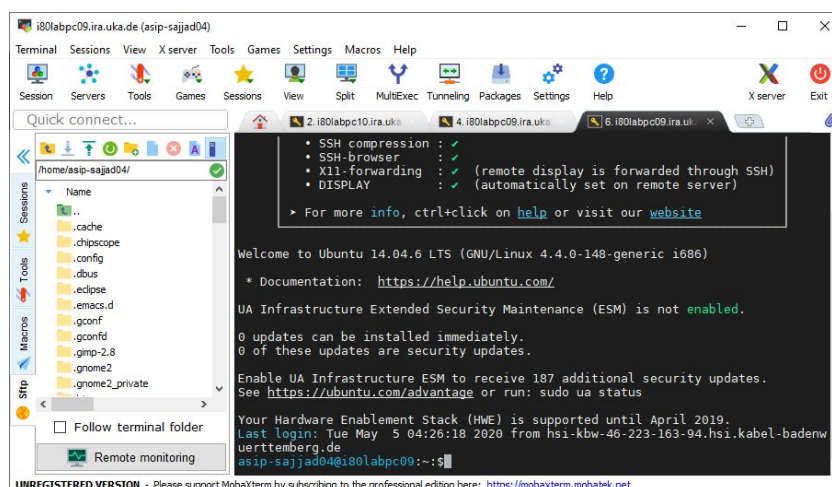 i80labpc09.ira.uka.de (asip-sajjad04)
Terminal Sessions View X server Tools Games Settings Macros Help
Session Servers Tools Games Sessions View Split MultiExec Tunneling Packages Settings Help X server Exit
Quick connect...
2. i80labpc10.ira.uka
4. i80labpc09.ira.uka
6. i80labpc09.ira.uk
/home/asip-sajjad04/
Sessions
Tools
Macros
Sftp
Name
..
.cache
.chipscope
.config
.dbus
.eclipse
.emacs.d
.gconf
.gconfd
.gimp-2.8
.gnome2
.gnome2_private
Follow terminal folder
Remote monitoring
• SSH compression : ✔
• SSH-browser : ✔
• X11-forwarding : ✔ (remote display is forwarded through SSH)
• DISPLAY : ✔ (automatically set on remote server)
➤ For more info, ctrl+click on help or visit our website
Welcome to Ubuntu 14.04.6 LTS (GNU/Linux 4.4.0-148-generic i686)
* Documentation: https://help.ubuntu.com/
UA Infrastructure Extended Security Maintenance (ESM) is not enabled.
0 updates can be installed immediately.
0 of these updates are security updates.
Enable UA Infrastructure ESM to receive 187 additional security updates.
See https://ubuntu.com/advantage or run: sudo ua status
Your Hardware Enablement Stack (HWE) is supported until April 2019.
Last login: Tue May 5 04:26:18 2020 from hsi-kbw-46-223-163-94.hsi.kabel-badenw
uerttemberg.de
asip-sajjad04@i80labpc09:~:$
UNREGISTERED VERSION - Please support MobaXterm by subscribing to the professional edition here: https://mobaxterm.mobatek.net